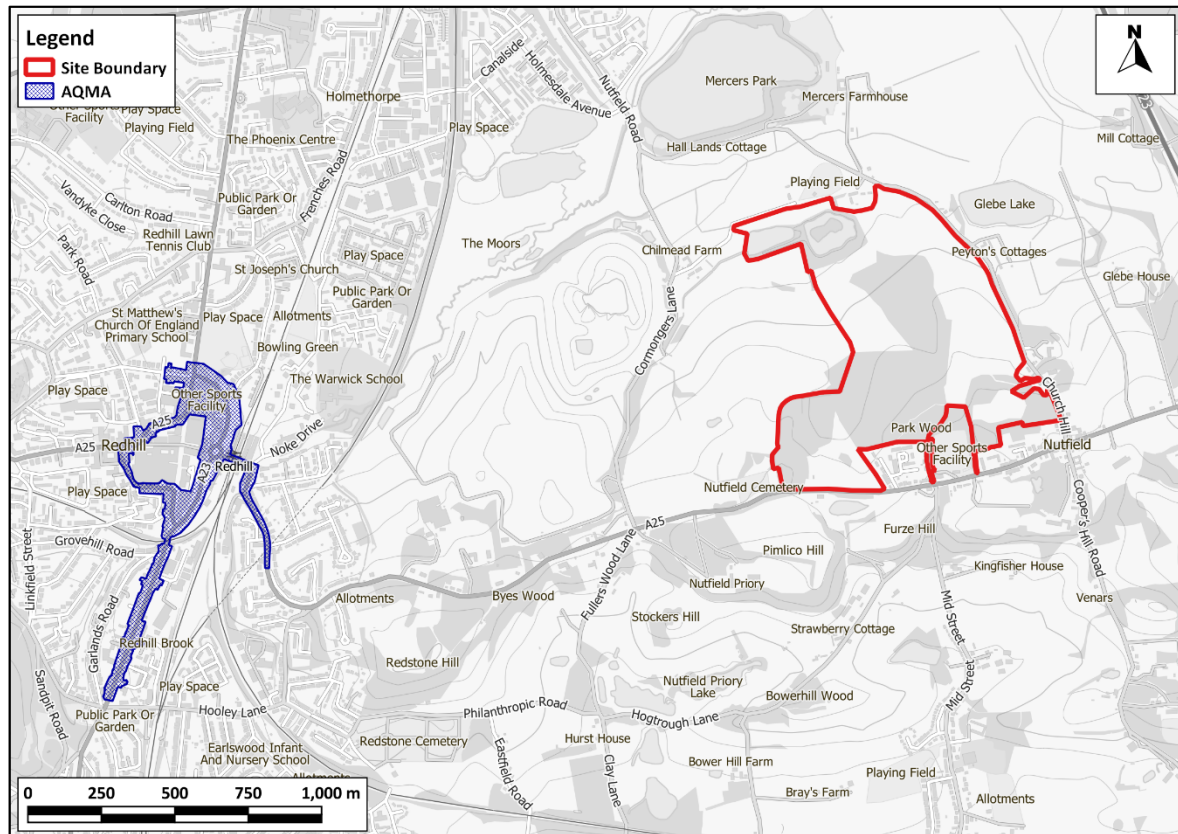 Legend
Site Boundary
AQMA
N
Other Sports
Facility
Play Space
Playing Field
The Phoenix Centre
Holmethorpe
Canalside
Holmesdale Avenue
Nutfield Road
Play Space
Mercers Park
Mercers Farmhouse
Hall Lands Cottage
A23
Mill Cottage
Carlton Road
Vandyke Close
Park Road
Redhill Lawn
Tennis Club
Public Park Or
Garden
Frenches Road
Playing Field
Glebe Lake
The Moors
Chilmead Farm
Peyton's Cottages
Glebe House
St Joseph's Church
Play Space
Public Park Or
Garden
St Matthew's
Church Of England
Primary School
Play Space
Allotments
Bowling Green
Cormongers Lane
The Warwick School
Play Space
Other Sports
Facility
Church Hill
Park Wood
Other Sports
Facility
Nutfield
A25
Redhill
A25
A23
Redhill
Noke Drive
Play Space
Nutfield Cemetery
A25
Linkfield Street
Grovehill Road
Furze Hill
Cooper's Hill Road
Pimlico Hill
Nutfield Priory
Kingfisher House
Fullers Wood Lane
Byes Wood
Allotments
Garlands Road
Venars
Stockers Hill
Strawberry Cottage
Mid Street
Redhill Brook
Redstone Hill
Sandpit Road
Play Space
Nutfield Priory
Lake
Bowerhill Wood
Public Park Or
Garden
Hooley Lane
Philanthropic Road
Hogtrough Lane
Mid Street
Redstone Cemetery
Eastfield Road
Hurst House
Clay Lane
Earlswood Infant
And Nursery School
Allotments
Bower Hill Farm
Playing Field
Bray's Farm
Allotments
0 250 500 750 1,000 m